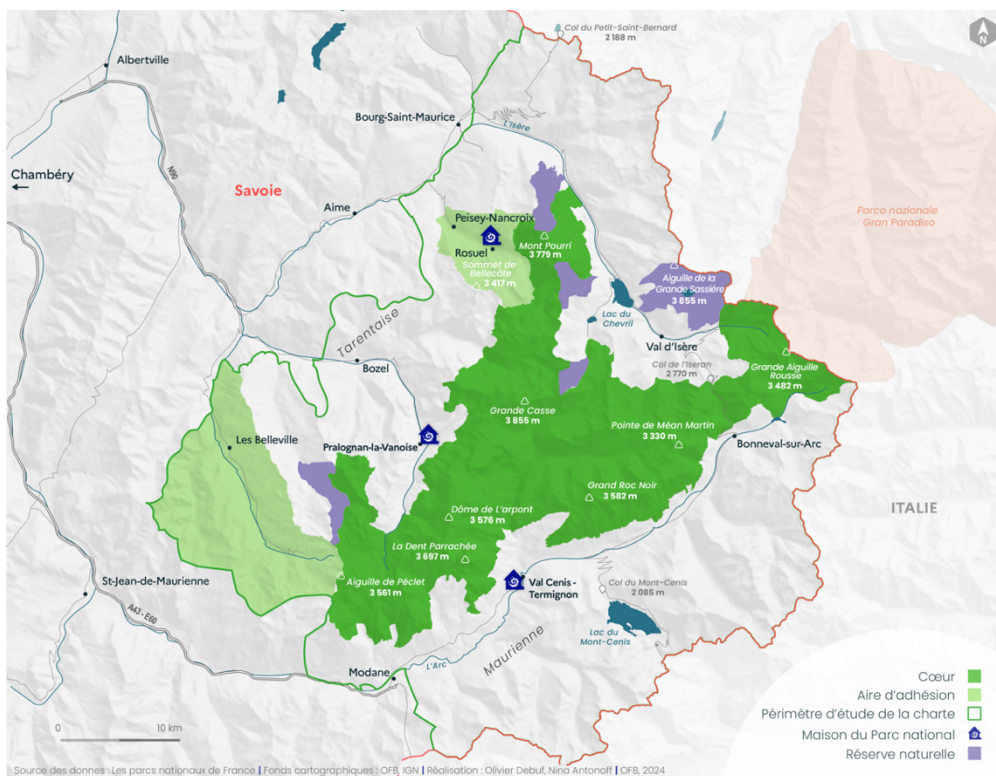 Col du Petit-Saint-Bernard
2 188 m
N
Albertville
Bourg-Saint-Maurice
L'Isère
N90
Chambéry
Savoie
Aime
Parco nazionale
Gran Paradiso
Peisey-Nancroix
Rosuel
Mont Pourri
3 779 m
Sommet de
Bellecôte
3 417 m
Aiguille de la
Grande Sassière
3 855 m
Lac du
Chevril
Tarentaise
Val d'Isère
Bozel
Col de l'Iseran
2 770 m
Grande Aiguille
Rousse
3 482 m
Grande Casse
3 855 m
Pointe de Méan Martin
3 330 m
Les Belleville
Pralognan-la-Vanoise
Bonneval-sur-Arc
Grand Roc Noir
3 582 m
ITALIE
Dôme de L'arpont
3 576 m
La Dent Parrachée
3 697 m
St-Jean-de-Maurienne
Aiguille de Péclet
3 561 m
Val Cenis -
Termignon
Col du Mont-Cenis
2 085 m
A43 - E60
Lac du
Mont-Cenis
Maurienne
L'Arc
Modane
Cœur
Aire d'adhésion
Périmètre d'étude de la charte
Maison du Parc national
Réserve naturelle
0 10 km
Source des donnes : Les parcs nationaux de France | Fonds cartographiques : OFB, IGN | Réalisation : Olivier Debuf, Nina Antonoff | OFB, 2024